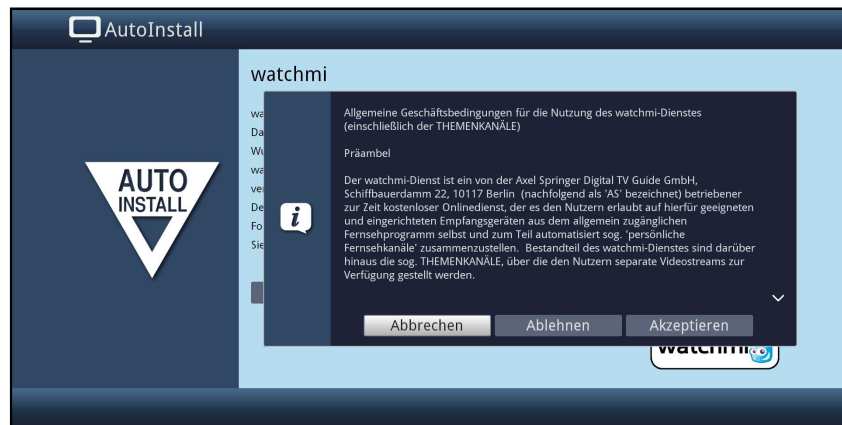 AutoInstall
watchmi
AUTO
INSTALL
Allgemeine Geschäftsbedingungen für die Nutzung des watchmi-Dienstes
(einschließlich der THEMENKANÄLE)
Präambel
Der watchmi-Dienst ist ein von der Axel Springer Digital TV Guide GmbH,
Schiffbauerdamm 22, 10117 Berlin (nachfolgend als 'AS' bezeichnet) betriebener
zur Zeit kostenloser Onlinedienst, der es den Nutzern erlaubt auf hierfür geeigneten
und eingerichteten Empfangsgeräten aus dem allgemein zugänglichen
Fernsehprogramm selbst und zum Teil automatisiert sog. 'persönliche
Fernsehkanäle' zusammenzustellen. Bestandteil des watchmi-Dienstes sind darüber
hinaus die sog. THEMENKANÄLE, über die den Nutzern separate Videostreams zur
Verfügung gestellt werden.
Abbrechen Ablehnen Akzeptieren
watchmi